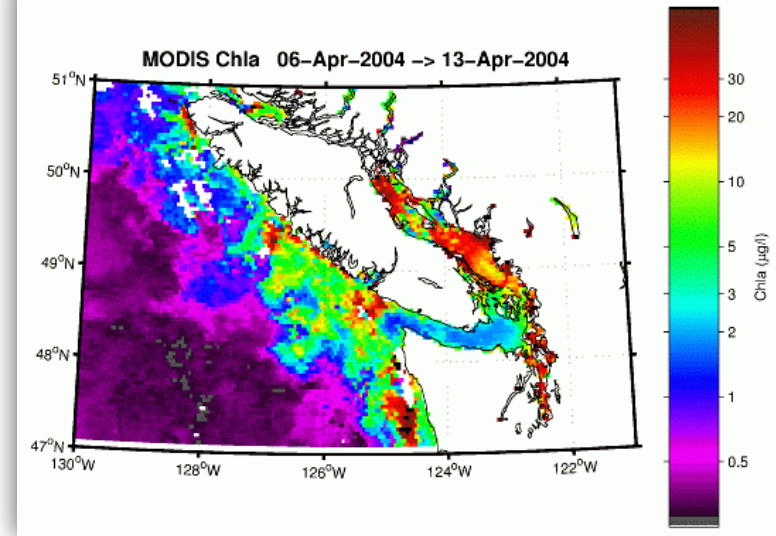 MODIS Chla 06-Apr-2004 -> 13-Apr-2004
51°N
50°N
49°N
48°N
47°N
130°W
128°W
126°W
124°W
122°W
30
20
10
5
3
2
1
0.5
Chla (µg/l)